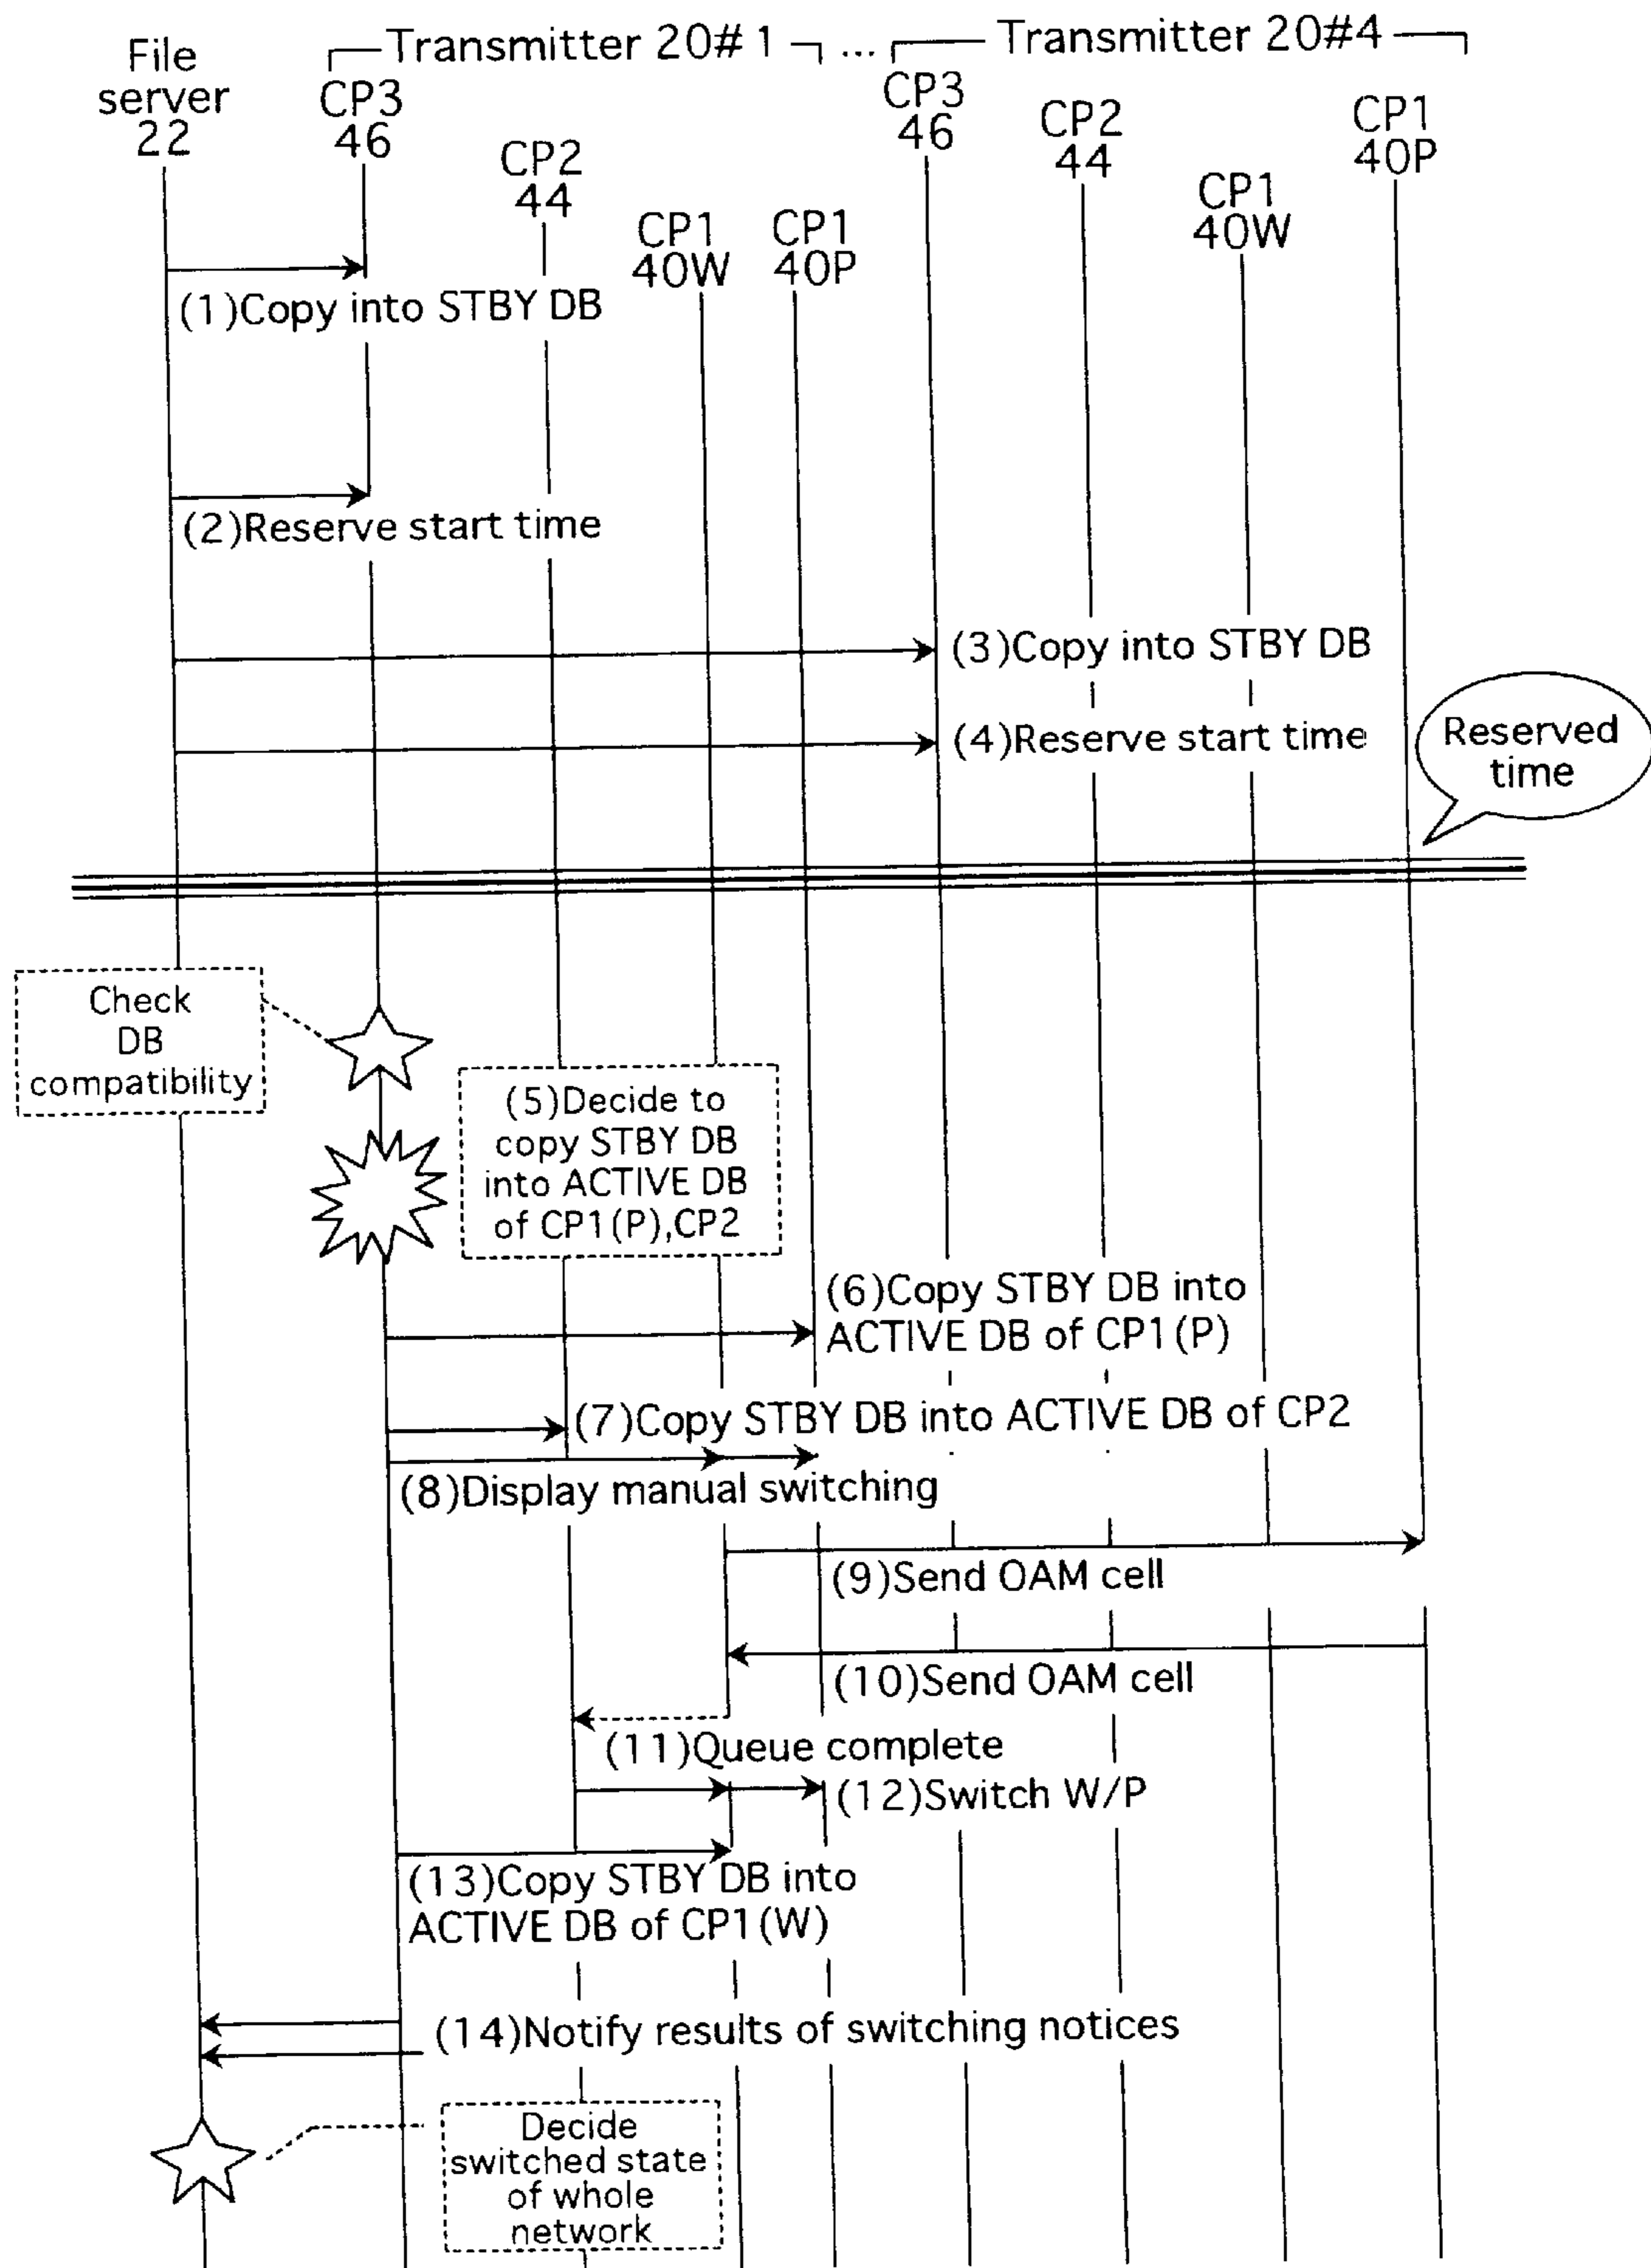 File
server
22
Transmitter 20# 1
...
Transmitter 20#4
CP3
46
CP2
44
CP1
40W
CP1
40P
CP3
46
CP2
44
CP1
40W
CP1
40P
(1)Copy into STBY DB
(2)Reserve start time
(3)Copy into STBY DB
(4)Reserve start time
Reserved
time
Check
DB
compatibility
(5)Decide to
copy STBY DB
into ACTIVE DB
of CP1(P),CP2
(6)Copy STBY DB into
ACTIVE DB of CP1(P)
(7)Copy STBY DB into ACTIVE DB of CP2
(8)Display manual switching
(9)Send OAM cell
(10)Send OAM cell
(11)Queue complete
(12)Switch W/P
(13)Copy STBY DB into
ACTIVE DB of CP1(W)
(14)Notify results of switching notices
Decide
switched state
of whole
network